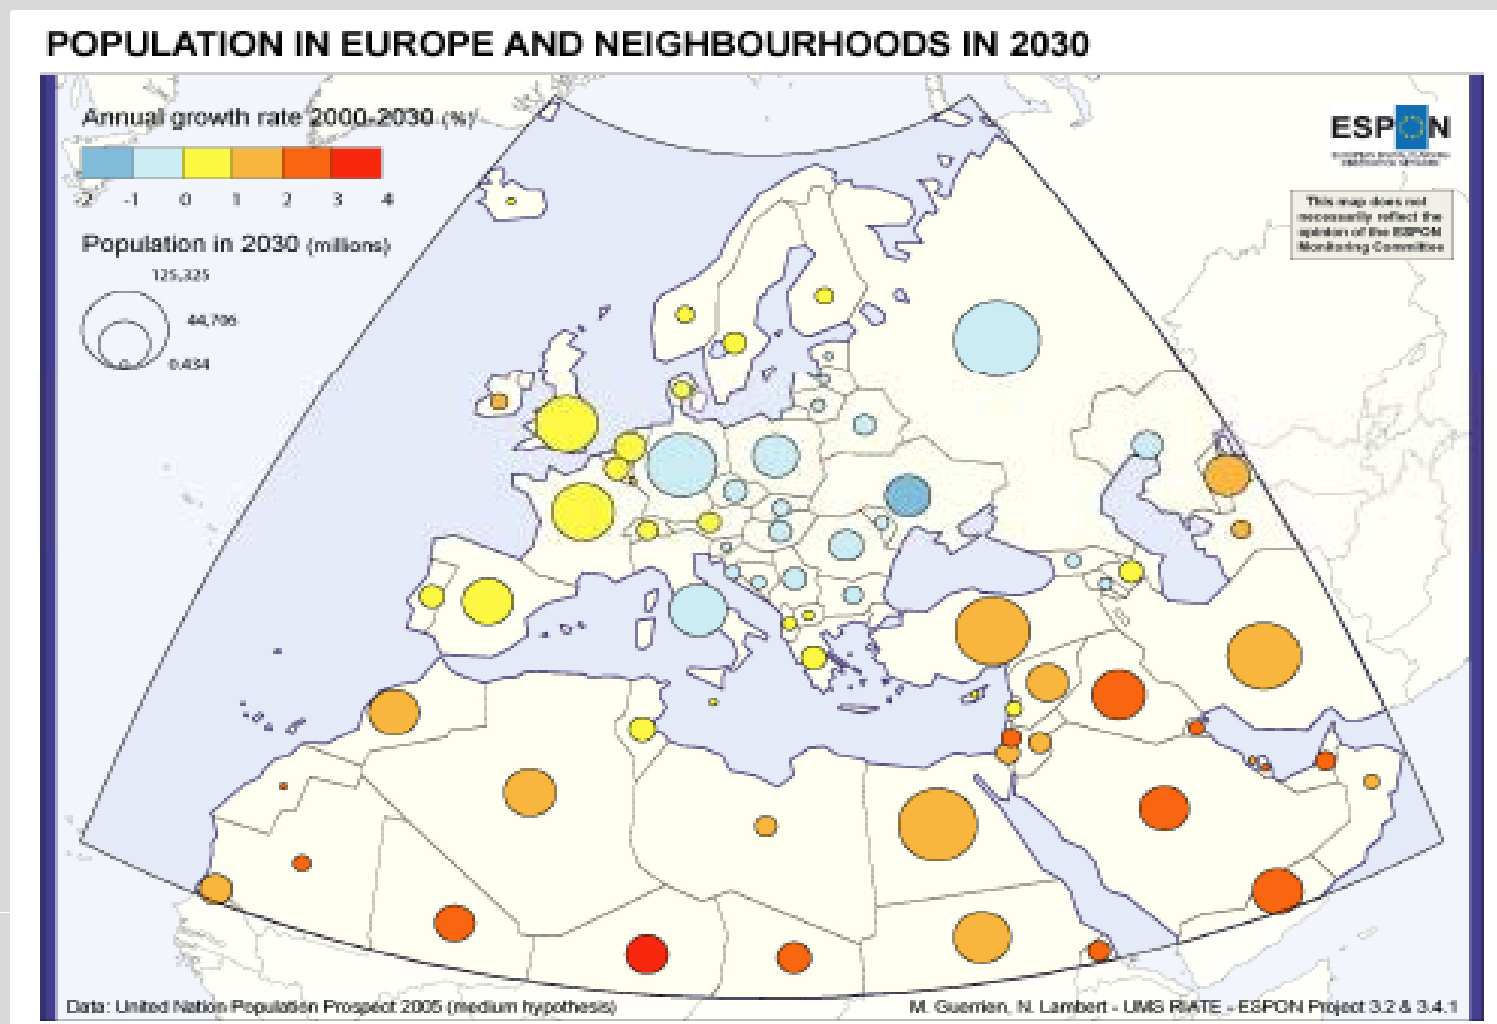 POPULATION IN EUROPE AND NEIGHBOURHOODS IN 2030
Annual growth rate 2000-2030 (%)
-2 -1 0 1 2 3 4
Population in 2030 (millions)
125,325
44,706
0,434
ESPON
This map does not
necessarily reflect the
opinion of the ESPON
Monitoring Committee
Data: United Nation Population Prospect 2005 (medium hypothesis)
M. Guerrien, N. Lambert - UMS RIATE - ESPON Project 3.2 & 3.4.1